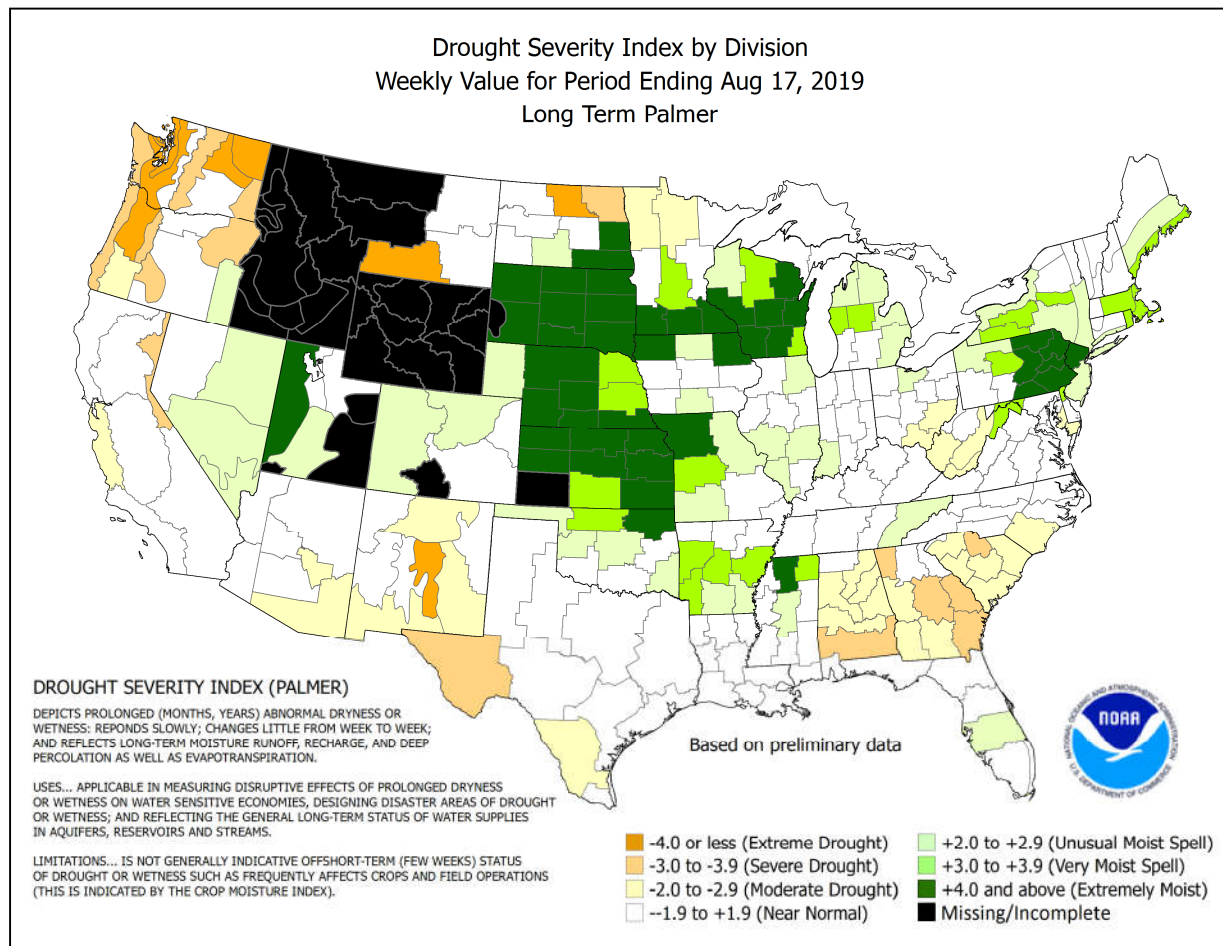 Drought Severity Index by Division
Weekly Value for Period Ending Aug 17, 2019
Long Term Palmer
DROUGHT SEVERITY INDEX (PALMER)
DEPICTS PROLONGED (MONTHS, YEARS) ABNORMAL DRYNESS OR
WETNESS: REPONDS SLOWLY; CHANGES LITTLE FROM WEEK TO WEEK;
AND REFLECTS LONG-TERM MOISTURE RUNOFF, RECHARGE, AND DEEP
PERCOLATION AS WELL AS EVAPOTRANSPIRATION.
USES... APPLICABLE IN MEASURING DISRUPTIVE EFFECTS OF PROLONGED DRYNESS
OR WETNESS ON WATER SENSITIVE ECONOMIES, DESIGNING DISASTER AREAS OF DROUGHT
OR WETNESS; AND REFLECTING THE GENERAL LONG-TERM STATUS OF WATER SUPPLIES
IN AQUIFERS, RESERVOIRS AND STREAMS.
LIMITATIONS... IS NOT GENERALLY INDICATIVE OFFSHORT-TERM (FEW WEEKS) STATUS
OF DROUGHT OR WETNESS SUCH AS FREQUENTLY AFFECTS CROPS AND FIELD OPERATIONS
(THIS IS INDICATED BY THE CROP MOISTURE INDEX).
Based on preliminary data
NATIONAL OCEANIC AND ATMOSPHERIC ADMINISTRATION
NOAA
U.S. DEPARTMENT OF COMMERCE
-4.0 or less (Extreme Drought)
-3.0 to -3.9 (Severe Drought)
-2.0 to -2.9 (Moderate Drought)
--1.9 to +1.9 (Near Normal)
+2.0 to +2.9 (Unusual Moist Spell)
+3.0 to +3.9 (Very Moist Spell)
+4.0 and above (Extremely Moist)
Missing/Incomplete